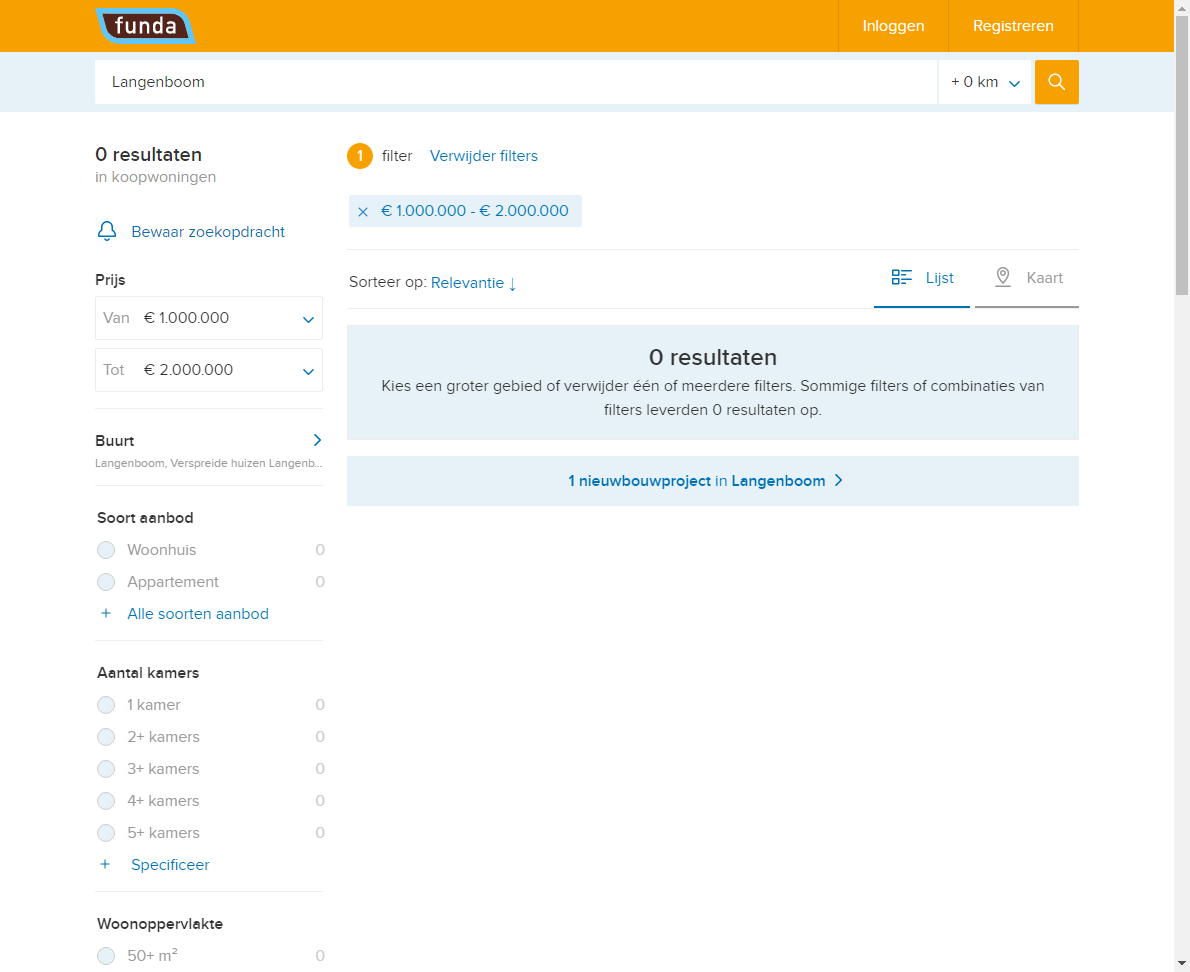 funda
Inloggen
Registreren
Langenboom
+ 0 km
0 resultaten
in koopwoningen
Bewaar zoekopdracht
Prijs
Van € 1.000.000
Tot € 2.000.000
Buurt
Langenboom, Verspreide huizen Langenb...
Soort aanbod
Woonhuis 0
Appartement 0
+ Alle soorten aanbod
Aantal kamers
1 kamer 0
2+ kamers 0
3+ kamers 0
4+ kamers 0
5+ kamers 0
+ Specificeer
Woonoppervlakte
50+ m² 0
1 filter Verwijder filters
× € 1.000.000 - € 2.000.000
Sorteer op: Relevantie ↓
Lijst
Kaart
0 resultaten
Kies een groter gebied of verwijder één of meerdere filters. Sommige filters of combinaties van
filters leverden 0 resultaten op.
1 nieuwbouwproject in Langenboom